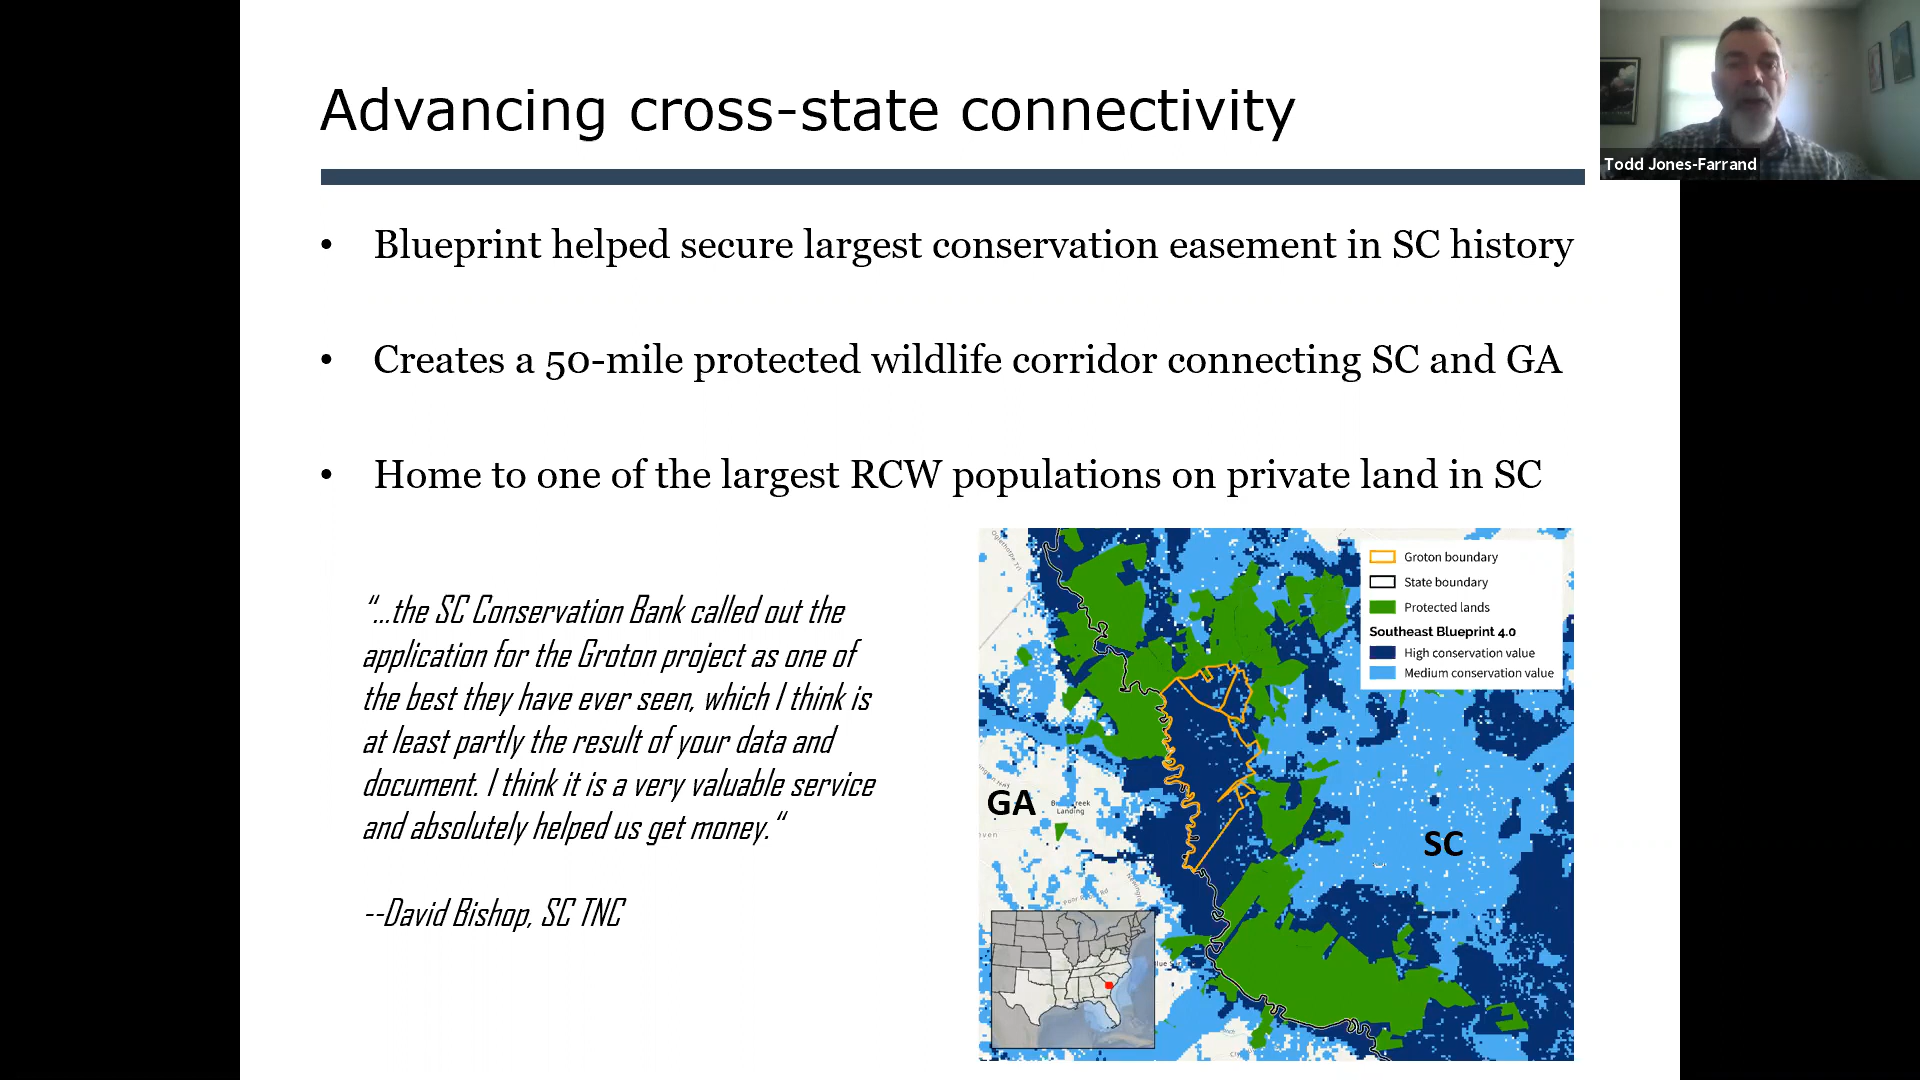 Advancing cross-state connectivity
Todd Jones-Farrand
• Blueprint helped secure largest conservation easement in SC history
• Creates a 50-mile protected wildlife corridor connecting SC and GA
• Home to one of the largest RCW populations on private land in SC
“...the SC Conservation Bank called out the
application for the Groton project as one of
the best they have ever seen, which I think is
at least partly the result of your data and
document. I think it is a very valuable service
and absolutely helped us get money.“
--David Bishop, SC TNC
Groton boundary
State boundary
Protected lands
Southeast Blueprint 4.0
High conservation value
Medium conservation value
GA
Landing
SC